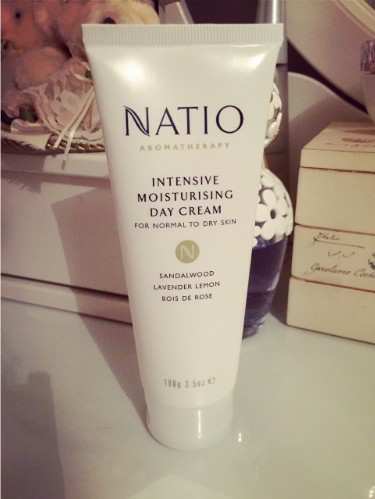 NATIO
AROMATHERAPY
INTENSIVE
MOISTURISING
DAY CREAM
FOR NORMAL TO DRY SKIN
N
SANDALWOOD
LAVENDER LEMON
BOIS DE ROSE
100g 3.5oz e